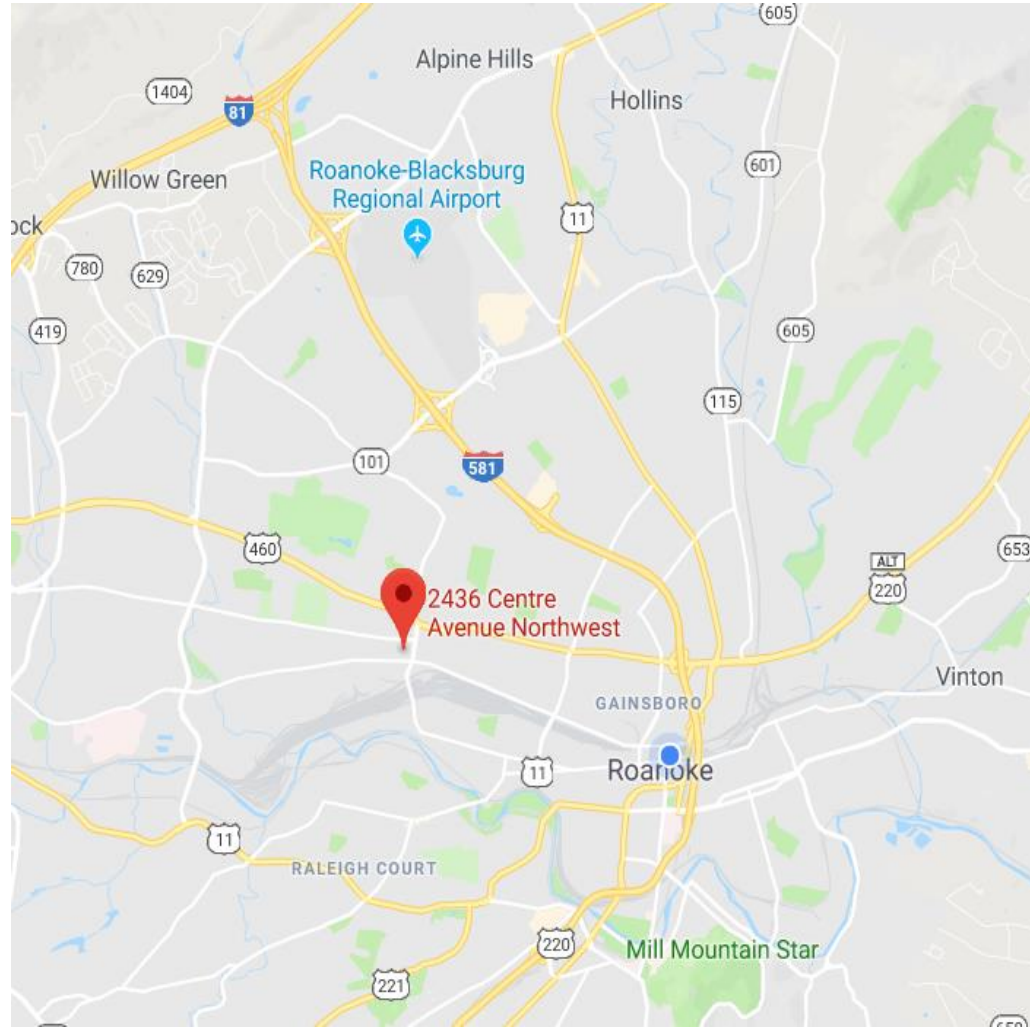 605
Alpine Hills
1404
Hollins
81
601
Roanoke-Blacksburg
Regional Airport
Willow Green
11
ock
780
629
419
605
115
101
581
460
653
ALT
220
2436 Centre
Avenue Northwest
Vinton
GAINSBORO
11
Roanoke
11
RALEIGH COURT
220
Mill Mountain Star
221